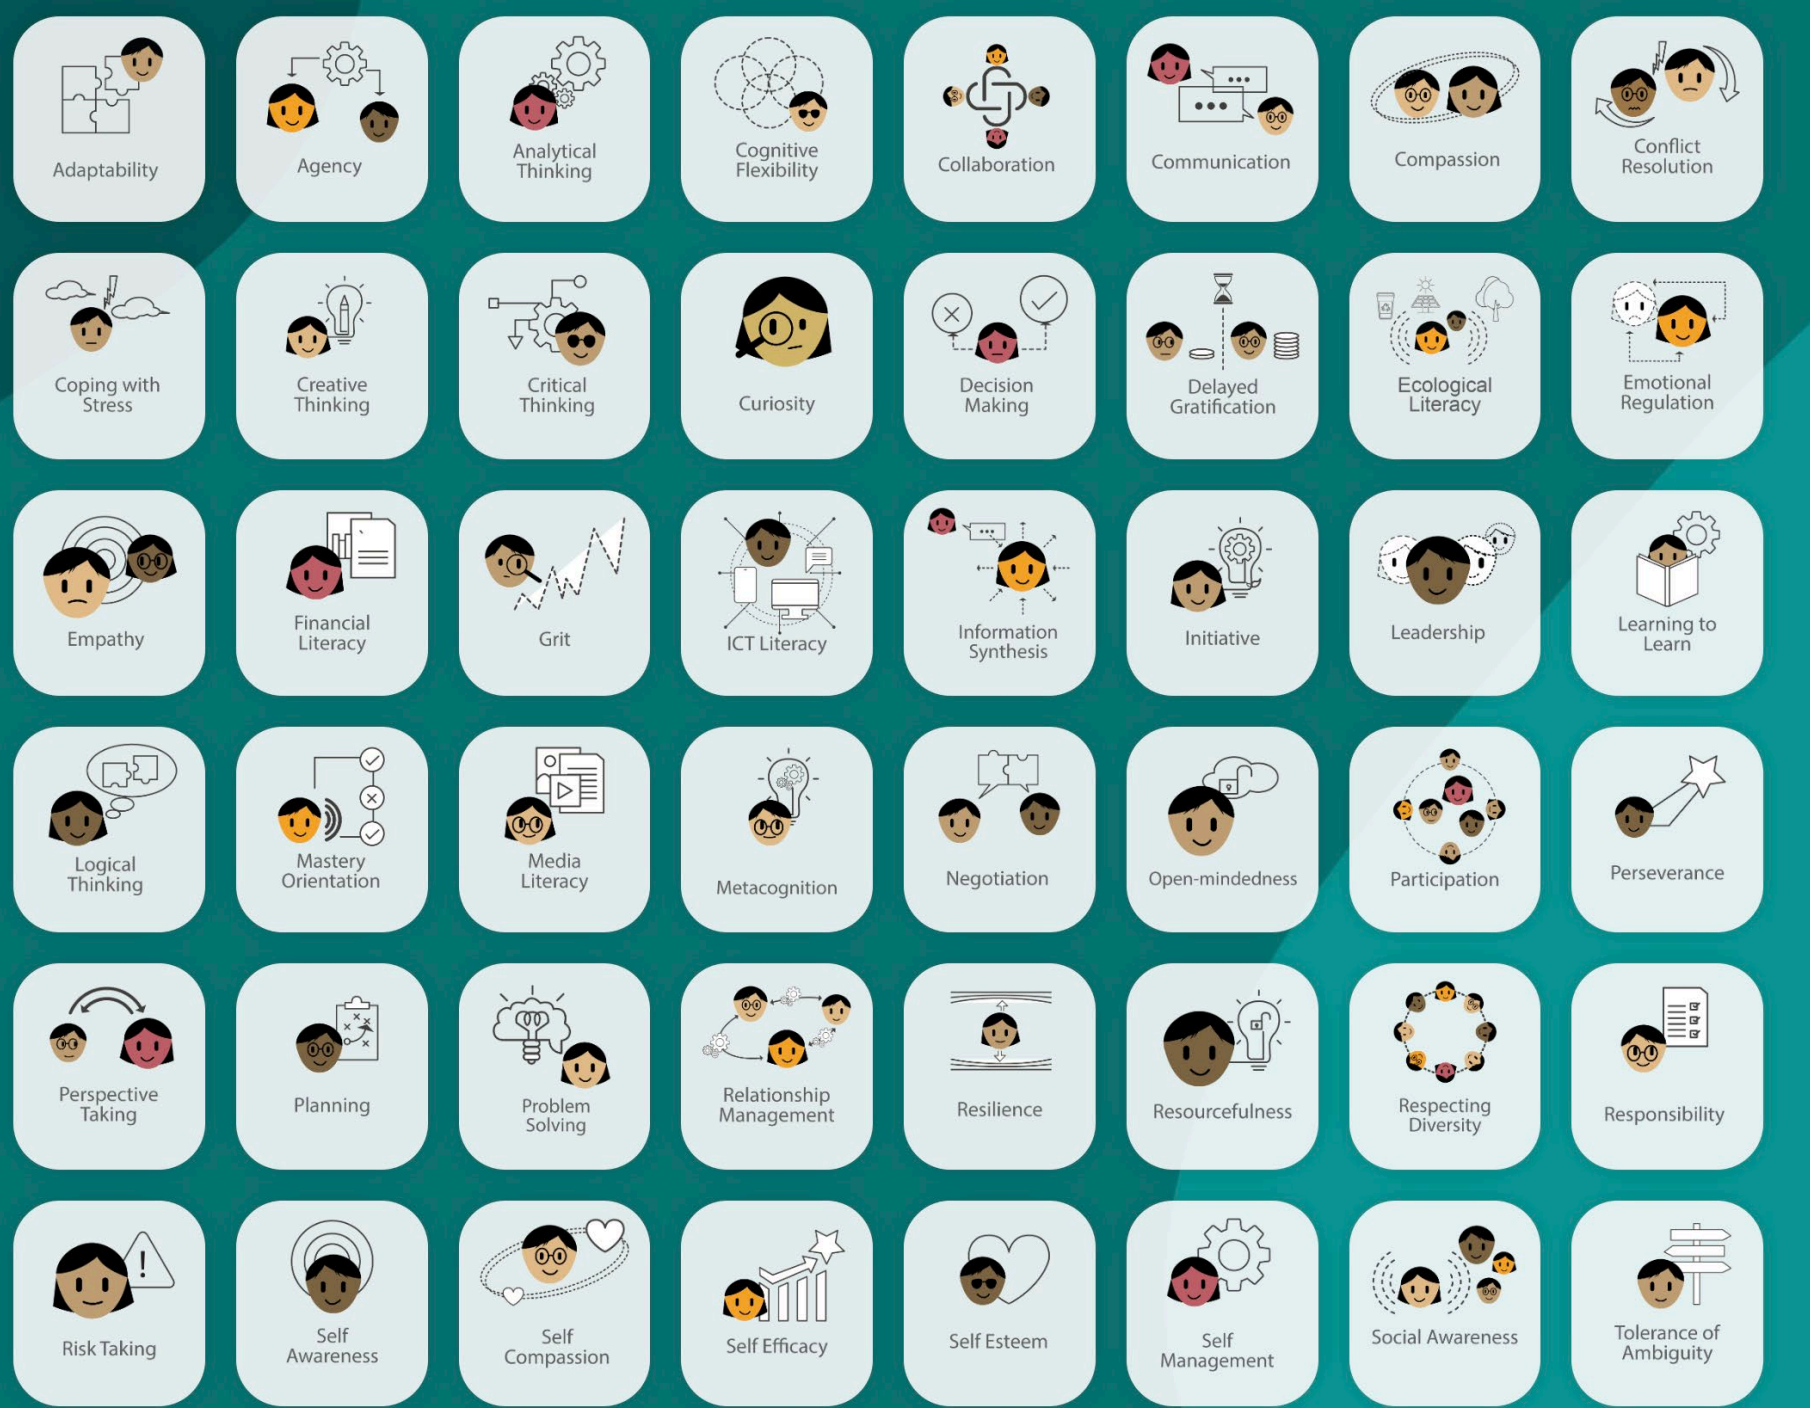 Adaptability
Agency
Analytical
Thinking
Cognitive
Flexibility
Collaboration
Communication
Compassion
Conflict
Resolution
Coping with
Stress
Creative
Thinking
Critical
Thinking
Curiosity
Decision
Making
Delayed
Gratification
Ecological
Literacy
Emotional
Regulation
Empathy
Financial
Literacy
Grit
ICT Literacy
Information
Synthesis
Initiative
Leadership
Learning to
Learn
Logical
Thinking
Mastery
Orientation
Media
Literacy
Metacognition
Negotiation
Open-mindedness
Participation
Perseverance
Perspective
Taking
Planning
Problem
Solving
Relationship
Management
Resilience
Resourcefulness
Respecting
Diversity
Responsibility
Risk Taking
Self
Awareness
Self
Compassion
Self Efficacy
Self Esteem
Self
Management
Social Awareness
Tolerance of
Ambiguity